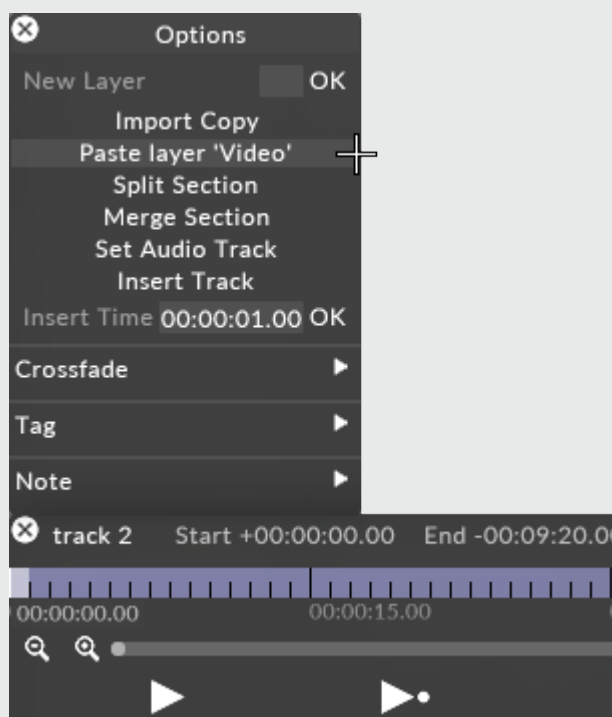 Options
New Layer OK
Import Copy
Paste layer 'Video'
Split Section
Merge Section
Set Audio Track
Insert Track
Insert Time 00:00:01.00 OK
Crossfade
Tag
Note
track 2 Start +00:00:00.00 End -00:09:20.0
00:00:00.00 00:00:15.00